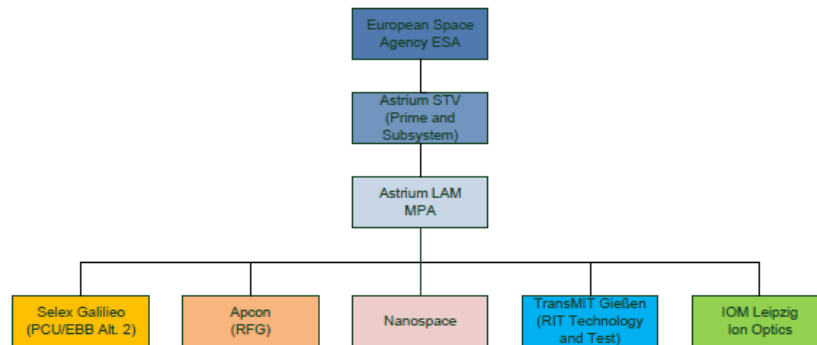 European Space
Agency ESA
Astrium STV
(Prime and
Subsystem)
Astrium LAM
MPA
Selex Galilieo
(PCU/EBB Alt. 2)
Apcon
(RFG)
Nanospace
TransMIT Gießen
(RIT Technology
and Test)
IOM Leipzig
Ion Optics